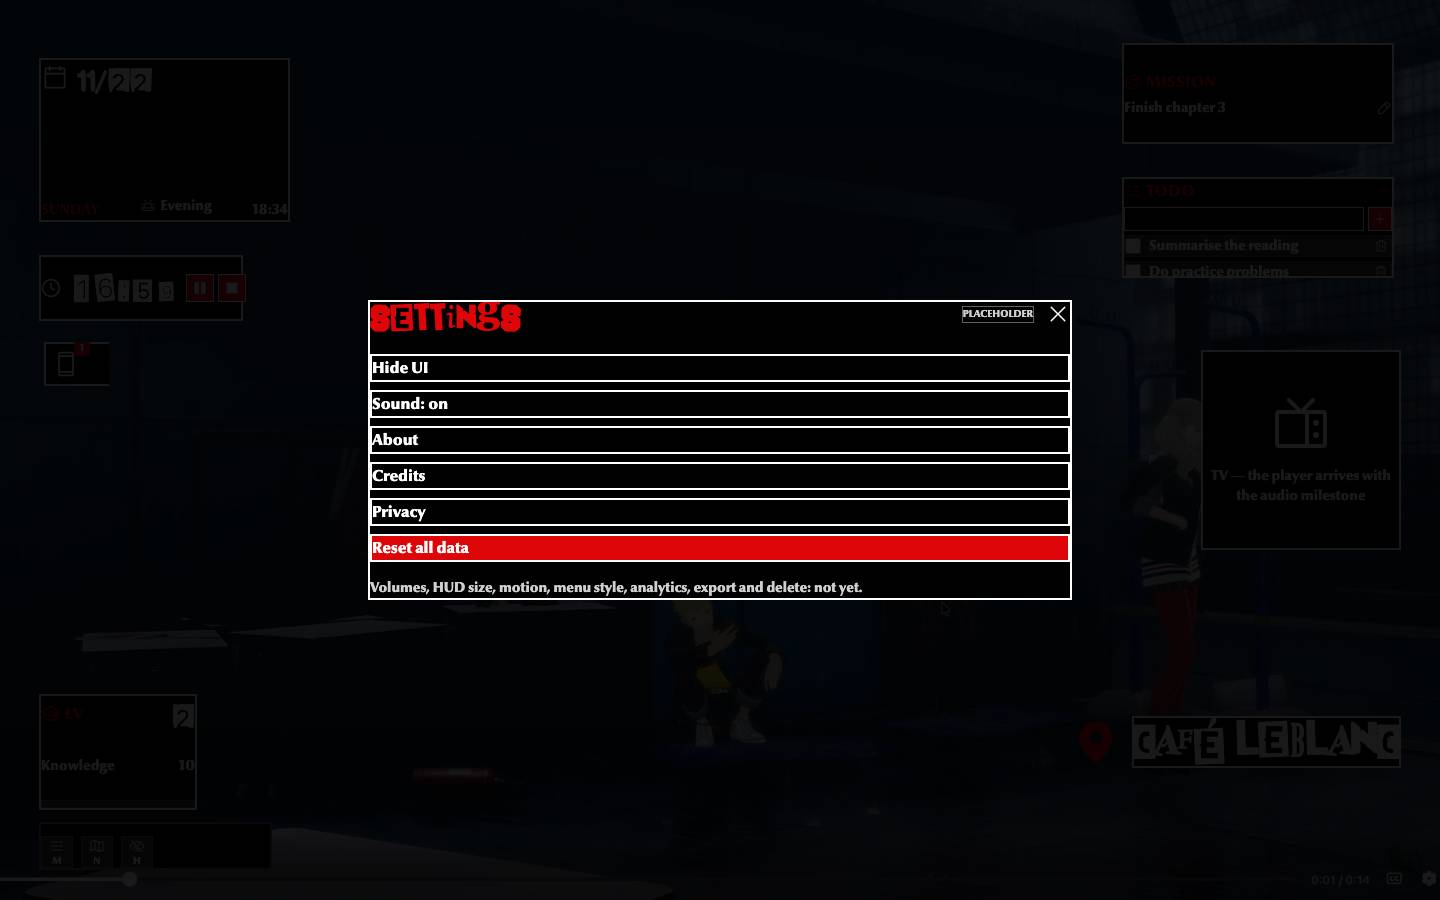 11/22
SUNDAY
Evening
18:34
16:59
1
MISSION
Finish chapter 3
TODO
+
Summarise the reading
Do practice problems
SETTiNgS
PLACEHOLDER
Hide UI
Sound: on
About
Credits
Privacy
Reset all data
Volumes, HUD size, motion, menu style, analytics, export and delete: not yet.
TV — the player arrives with
the audio milestone
LV
2
Knowledge
10
CAFÉ LEBLANC
M
N
H
0:01 / 0:14
CC